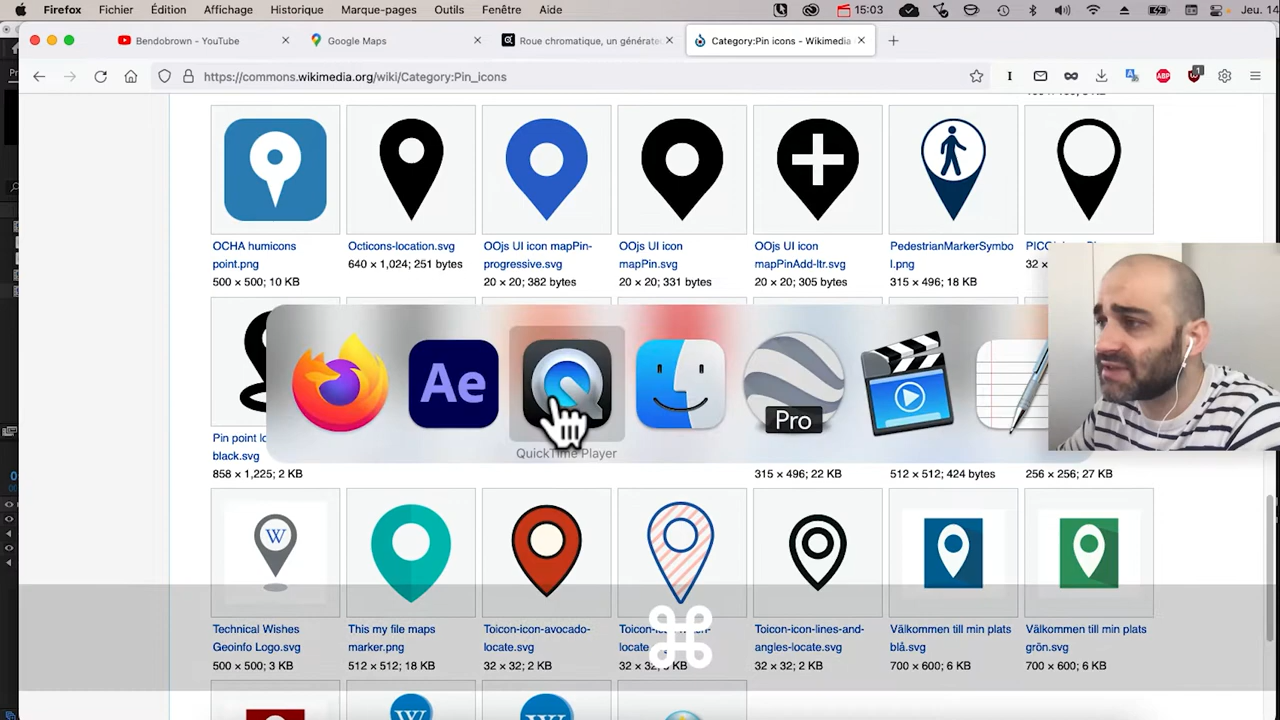 Firefox Fichier Édition Affichage Historique Marque-pages Outils Fenêtre Aide 15:03 Jeu. 14
Bendobrown - YouTube
Google Maps
Roue chromatique, un générate
Category:Pin icons - Wikimedia
https://commons.wikimedia.org/wiki/Category:Pin_icons
OCHA humicons
point.png
500 × 500; 10 KB
Octicons-location.svg
640 × 1,024; 251 bytes
OOjs UI icon mapPin-
progressive.svg
20 × 20; 382 bytes
OOjs UI icon
mapPin.svg
20 × 20; 331 bytes
OOjs UI icon
mapPinAdd-ltr.svg
20 × 20; 305 bytes
PedestrianMarkerSymbo
l.png
315 × 496; 18 KB
32 ×
Ae
Pro
QuickTime Player
Pin point lo
black.svg
858 × 1,225; 2 KB
315 × 496; 22 KB
512 × 512; 424 bytes
256 × 256; 27 KB
W
Technical Wishes
Geoinfo Logo.svg
500 × 500; 3 KB
This my file maps
marker.png
512 × 512; 18 KB
Toicon-icon-avocado-
locate.svg
32 × 32; 2 KB
Toicon-icon-
locate
32 × 32;
Toicon-icon-lines-and-
angles-locate.svg
32 × 32; 2 KB
Välkommen till min plats
blå.svg
700 × 600; 6 KB
Välkommen till min plats
grön.svg
700 × 600; 6 KB
W
W